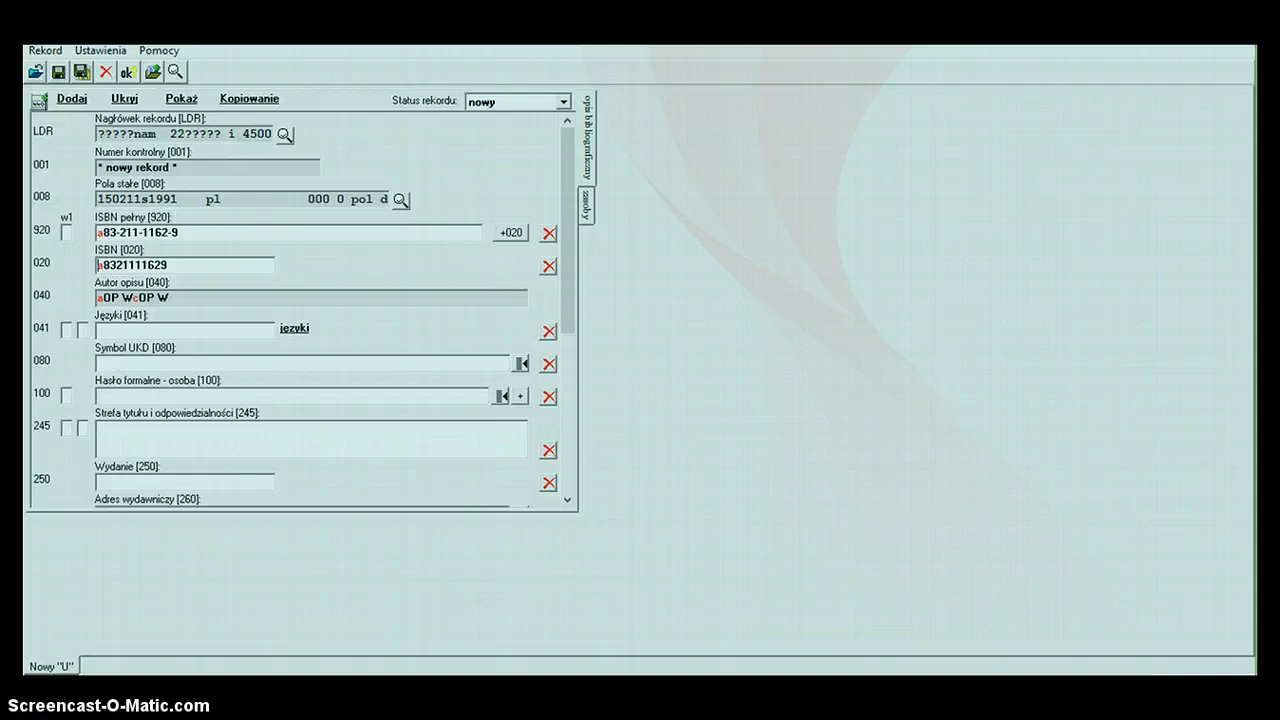 Rekord Ustawienia Pomocy
ok?
Dodaj Ukryj Pokaż Kopiowanie Status rekordu: nowy
opis bibliograficzny
zasoby
Nagłówek rekordu [LDR]:
LDR ?????nam 22????? i 4500
Numer kontrolny [001]:
001 * nowy rekord *
Pola stałe [008]:
008 150211s1991 pl 000 0 pol d
w1 ISBN pełny [920]:
920 a83-211-1162-9 +020
ISBN [020]:
020 a8321111629
Autor opisu [040]:
040 aOP WcOP W
Języki [041]:
041 języki
Symbol UKD [080]:
080
Hasło formalne - osoba [100]:
100 +
Strefa tytułu i odpowiedzialności [245]:
245
Wydanie [250]:
250
Adres wydawniczy [260]:
Nowy "U"
Screencast-O-Matic.com